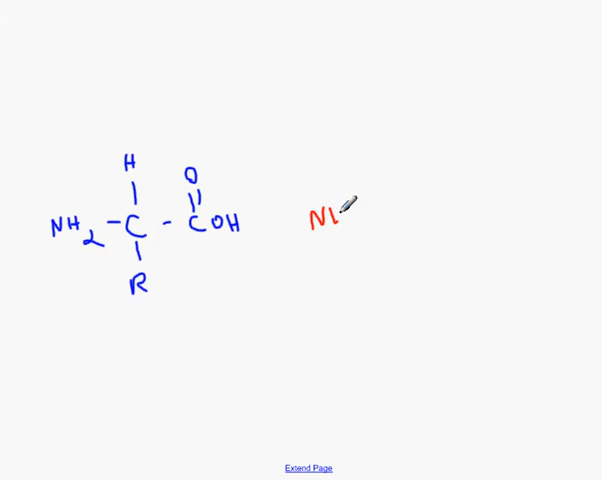 H
O
NH2 - C - COH
R
Extend Page